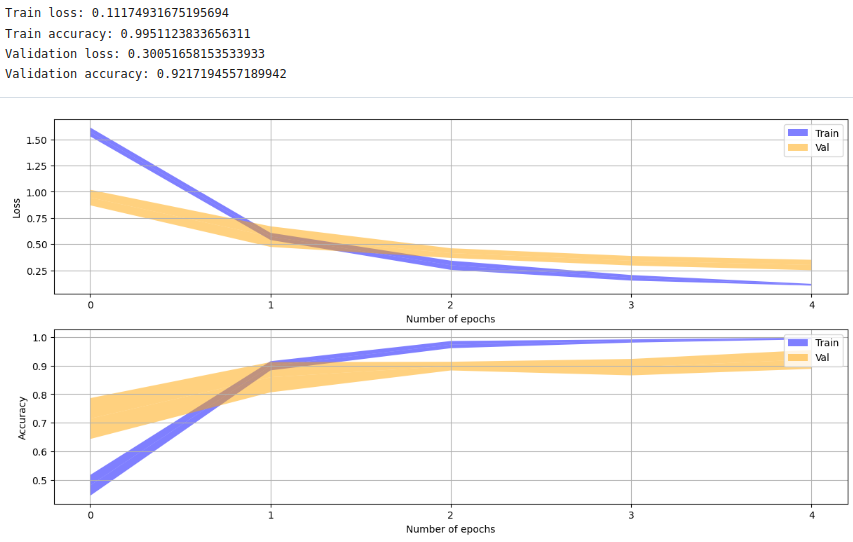 Train loss: 0.11174931675195694
Train accuracy: 0.9951123833656311
Validation loss: 0.30051658153533933
Validation accuracy: 0.9217194557189942
1.50
1.25
1.00
0.75
0.50
0.25
Loss
Train
Val
0 1 2 3 4
Number of epochs
1.0
0.9
0.8
0.7
0.6
0.5
Accuracy
Train
Val
0 1 2 3 4
Number of epochs